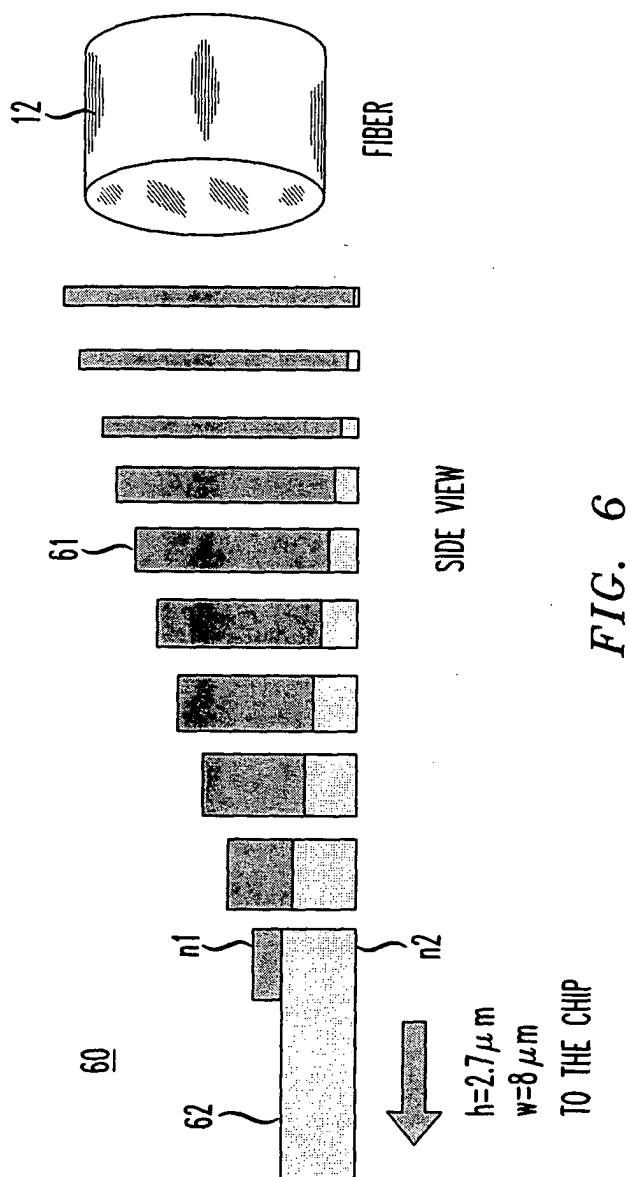 60
n1
n2
62
61
12
FIBER
SIDE VIEW
h=2.7μm
w=8μm
TO THE CHIP
FIG. 6